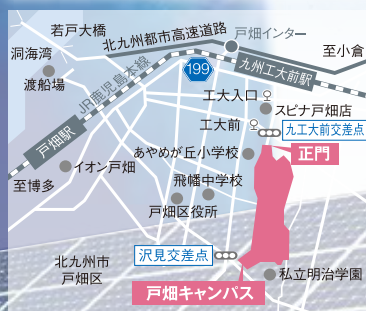 若戸大橋
北九州都市高速道路
戸畑インター
至小倉
洞海湾
渡船場
JR鹿児島本線
199
九州工大前駅
工大入口
スピナ戸畑店
工大前
九工大前交差点
戸畑駅
あやめが丘小学校
正門
イオン戸畑
至博多
飛幡中学校
戸畑区役所
沢見交差点
北九州市
戸畑区
私立明治学園
戸畑キャンパス